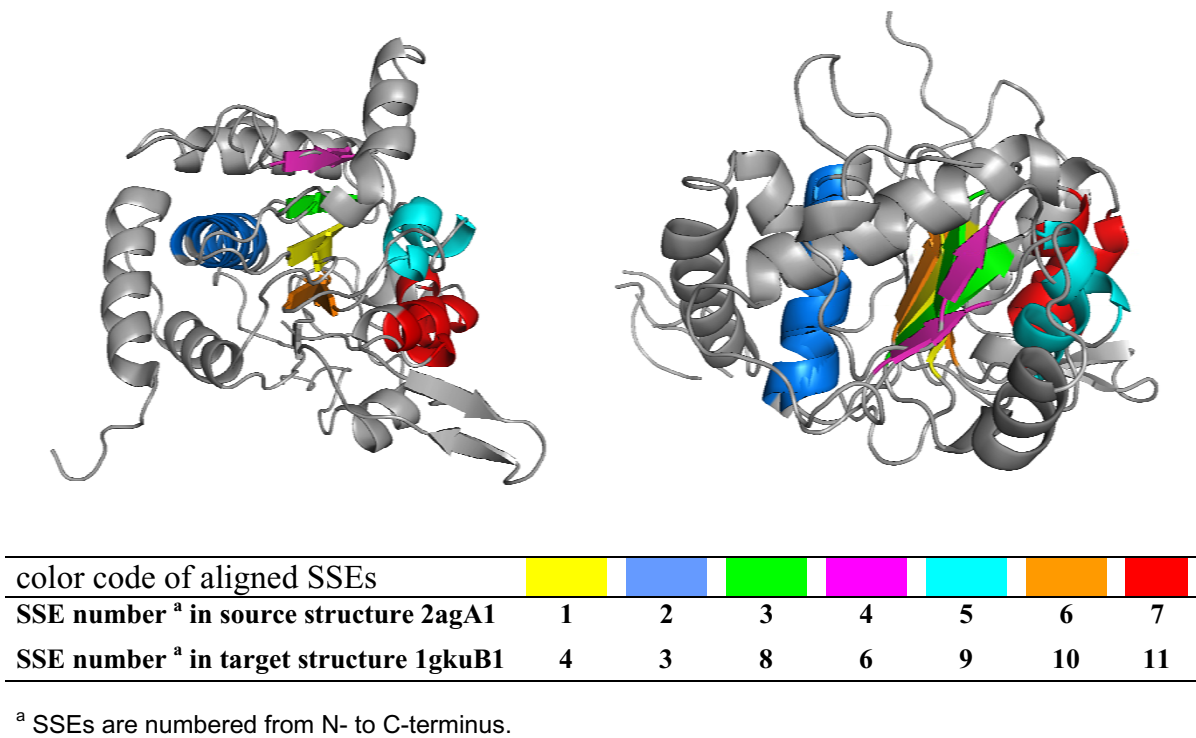 color code of aligned SSEs
SSE number a in source structure 2agA1 1 2 3 4 5 6 7
SSE number a in target structure 1gkuB1 4 3 8 6 9 10 11
a SSEs are numbered from N- to C-terminus.